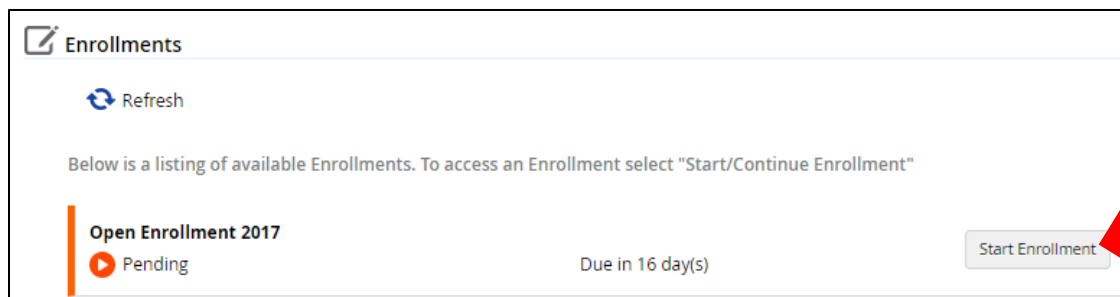 Enrollments
Refresh
Below is a listing of available Enrollments. To access an Enrollment select "Start/Continue Enrollment"
Open Enrollment 2017
Pending Due in 16 day(s) Start Enrollment